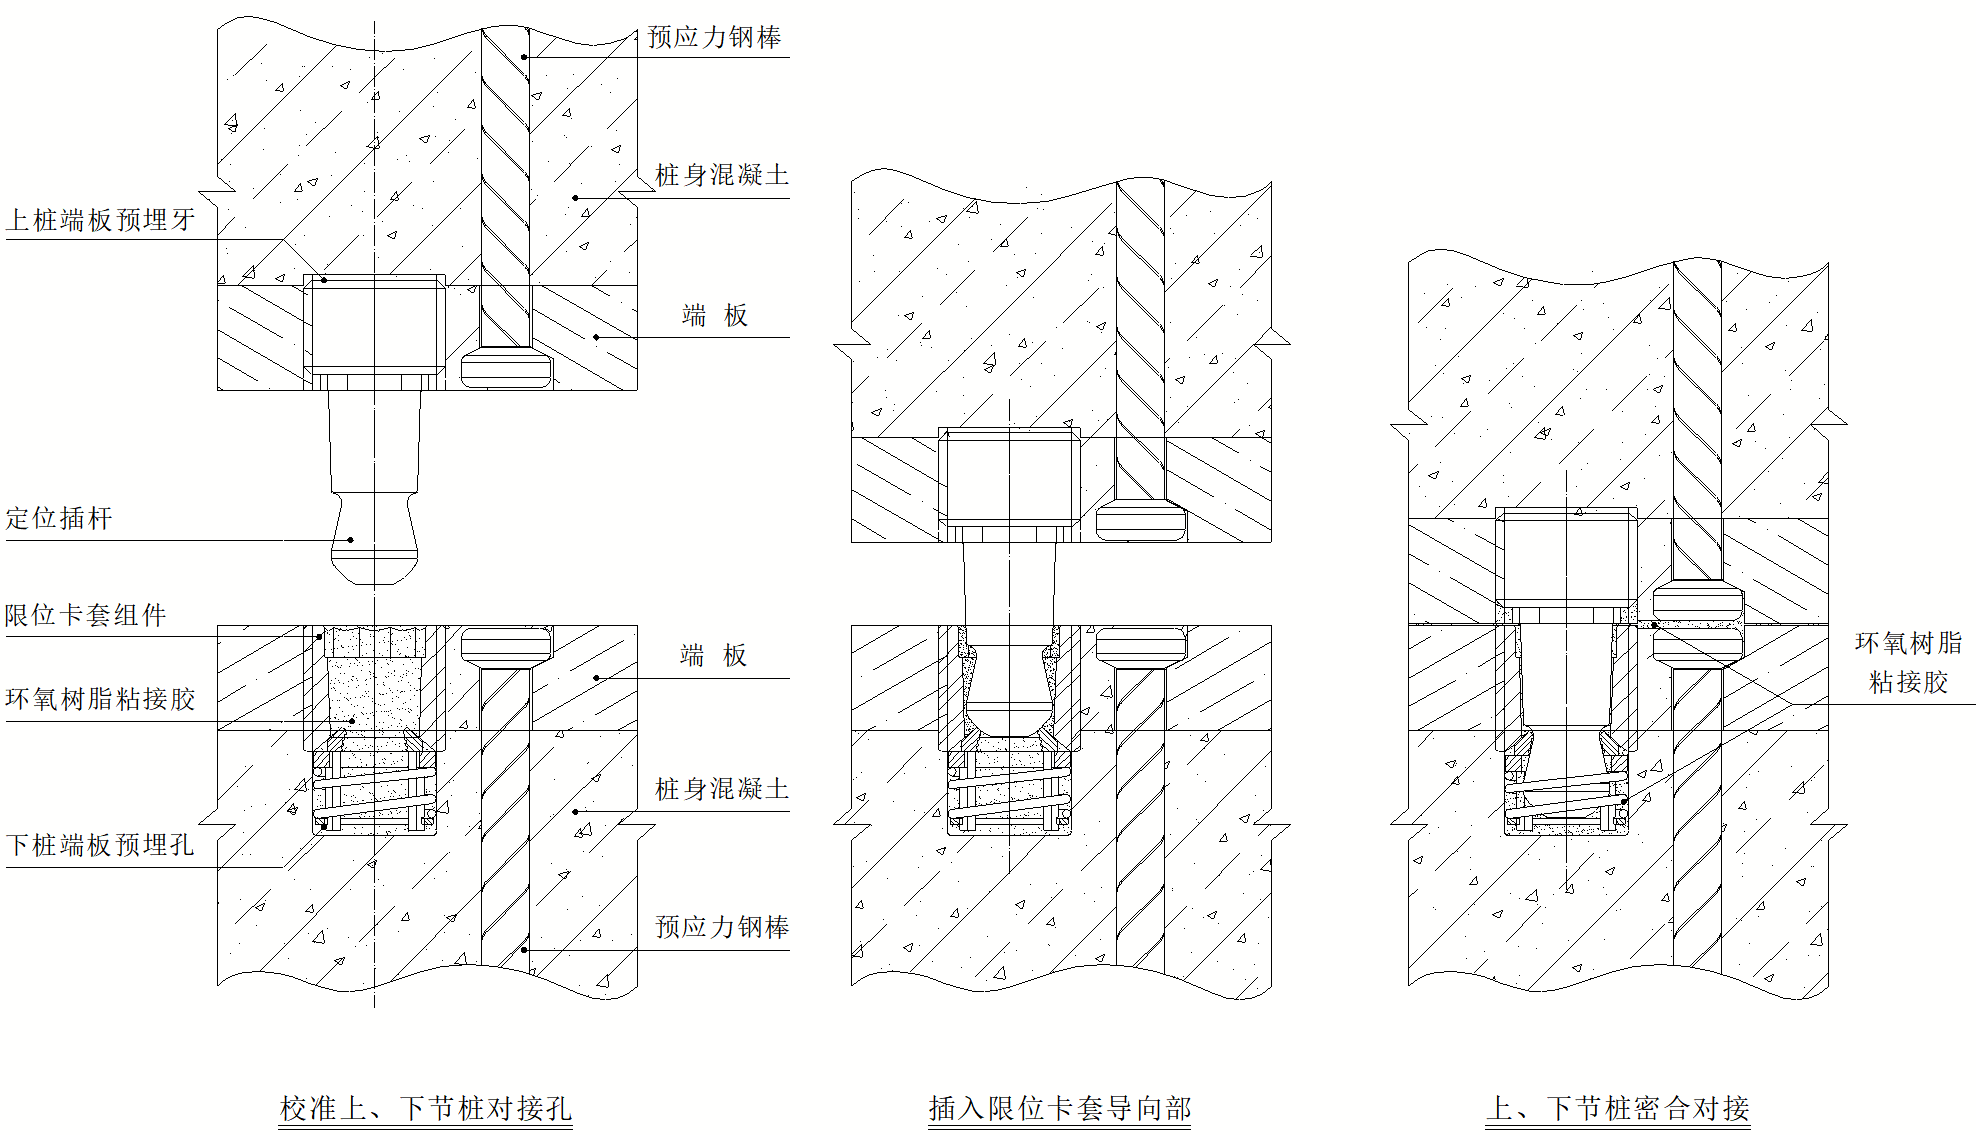 预应力钢棒
桩身混凝土
上桩端板预埋牙
端 板
定位插杆
限位卡套组件
端 板
环氧树脂粘接胶
桩身混凝土
下桩端板预埋孔
预应力钢棒
环氧树脂
粘接胶
校准上、下节桩对接孔
插入限位卡套导向部
上、下节桩密合对接